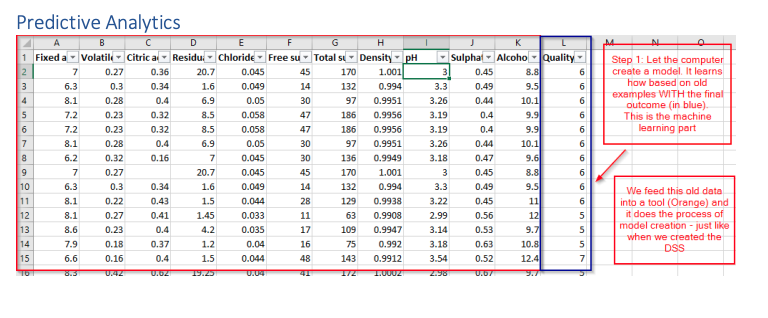 Predictive Analytics
A B C D E F G H I J K L M N O
1 Fixed a Volatile Citric ac Residua Chloride Free su Total su Density pH Sulphat Alcoho Quality
2 7 0.27 0.36 20.7 0.045 45 170 1.001 3 0.45 8.8 6
3 6.3 0.3 0.34 1.6 0.049 14 132 0.994 3.3 0.49 9.5 6
4 8.1 0.28 0.4 6.9 0.05 30 97 0.9951 3.26 0.44 10.1 6
5 7.2 0.23 0.32 8.5 0.058 47 186 0.9956 3.19 0.4 9.9 6
6 7.2 0.23 0.32 8.5 0.058 47 186 0.9956 3.19 0.4 9.9 6
7 8.1 0.28 0.4 6.9 0.05 30 97 0.9951 3.26 0.44 10.1 6
8 6.2 0.32 0.16 7 0.045 30 136 0.9949 3.18 0.47 9.6 6
9 7 0.27 20.7 0.045 45 170 1.001 3 0.45 8.8 6
10 6.3 0.3 0.34 1.6 0.049 14 132 0.994 3.3 0.49 9.5 6
11 8.1 0.22 0.43 1.5 0.044 28 129 0.9938 3.22 0.45 11 6
12 8.1 0.27 0.41 1.45 0.033 11 63 0.9908 2.99 0.56 12 5
13 8.6 0.23 0.4 4.2 0.035 17 109 0.9947 3.14 0.53 9.7 5
14 7.9 0.18 0.37 1.2 0.04 16 75 0.992 3.18 0.63 10.8 5
15 6.6 0.16 0.4 1.5 0.044 48 143 0.9912 3.54 0.52 12.4 7
16 8.3 0.42 0.62 19.25 0.04 41 172 1.0002 2.98 0.67 9.7 5
Step 1: Let the computer
create a model. It learns
how based on old
examples WITH the final
outcome (in blue).
This is the machine
learning part
We feed this old data
into a tool (Orange) and
it does the process of
model creation - just like
when we created the
DSS